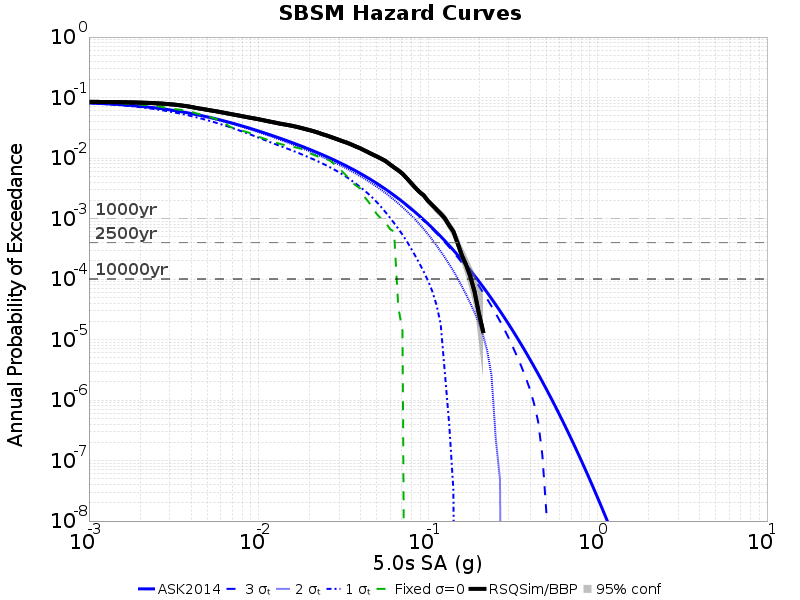 SBSM Hazard Curves
Annual Probability of Exceedance
10^0
10^-1
10^-2
10^-3
10^-4
10^-5
10^-6
10^-7
10^-8
1000yr
2500yr
10000yr
10^-3 10^-2 10^-1 10^0 10^1
5.0s SA (g)
ASK2014 3 σₜ 2 σₜ 1 σₜ Fixed σ=0 RSQSim/BBP 95% conf